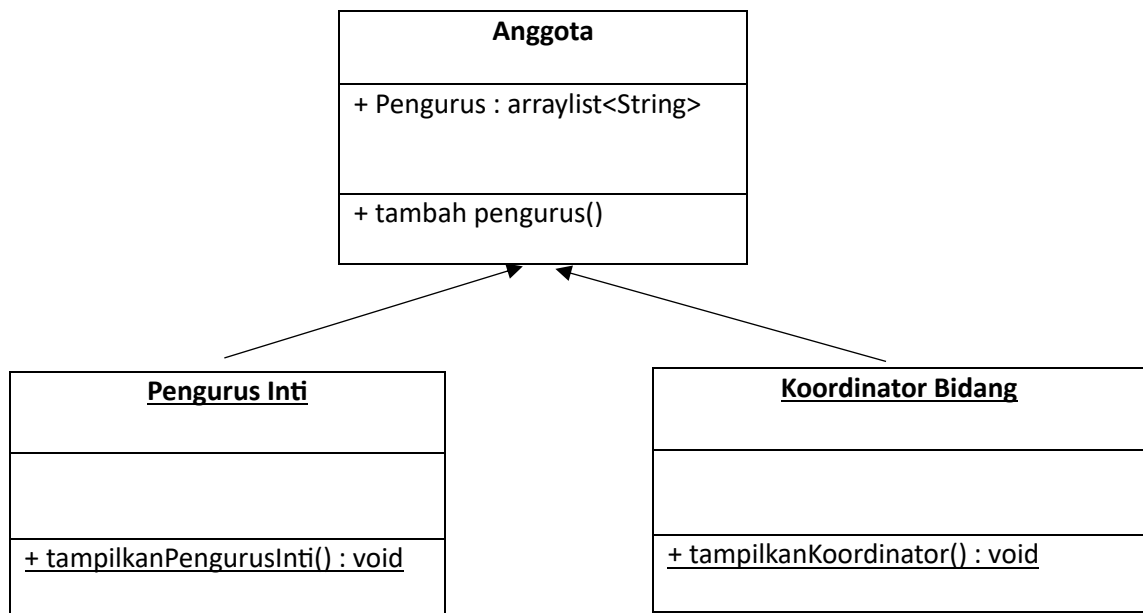 Anggota
+ Pengurus : arraylist<String>
+ tambah pengurus()
Pengurus Inti
+ tampilkanPengurusInti() : void
Koordinator Bidang
+ tampilkanKoordinator() : void